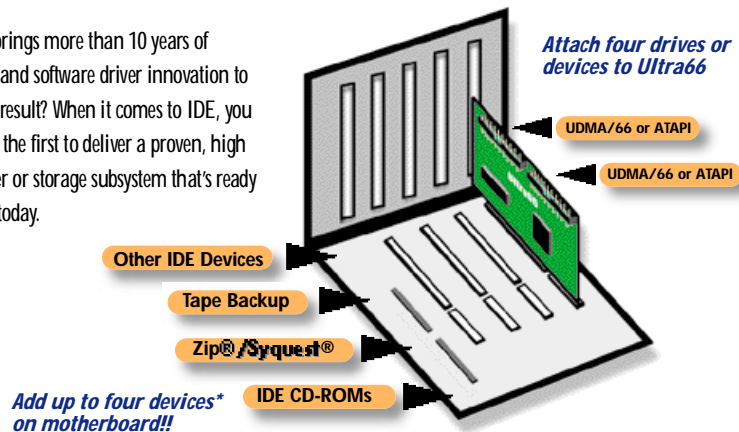 brings more than 10 years of
and software driver innovation to
result? When it comes to IDE, you
the first to deliver a proven, high
er or storage subsystem that's ready
today.
Attach four drives or
devices to Ultra66
UDMA/66 or ATAPI
UDMA/66 or ATAPI
Other IDE Devices
Tape Backup
Zip®/Syquest®
IDE CD-ROMs
Add up to four devices*
on motherboard!!